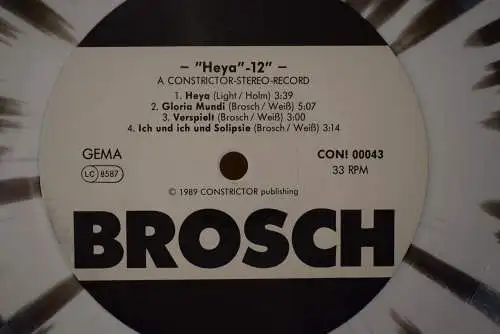 – "Heya"-12" –
A CONSTRICTOR-STEREO-RECORD
1. Heya (Light / Holm) 3:39
2. Gloria Mundi (Brosch / Weiß) 5:07
3. Verspielt (Brosch / Weiß) 3:00
4. Ich und ich und Solipsie (Brosch / Weiß) 3:14
GEMA
LC 8587
CON! 00043
33 RPM
© 1989 CONSTRICTOR publishing
BROSCH